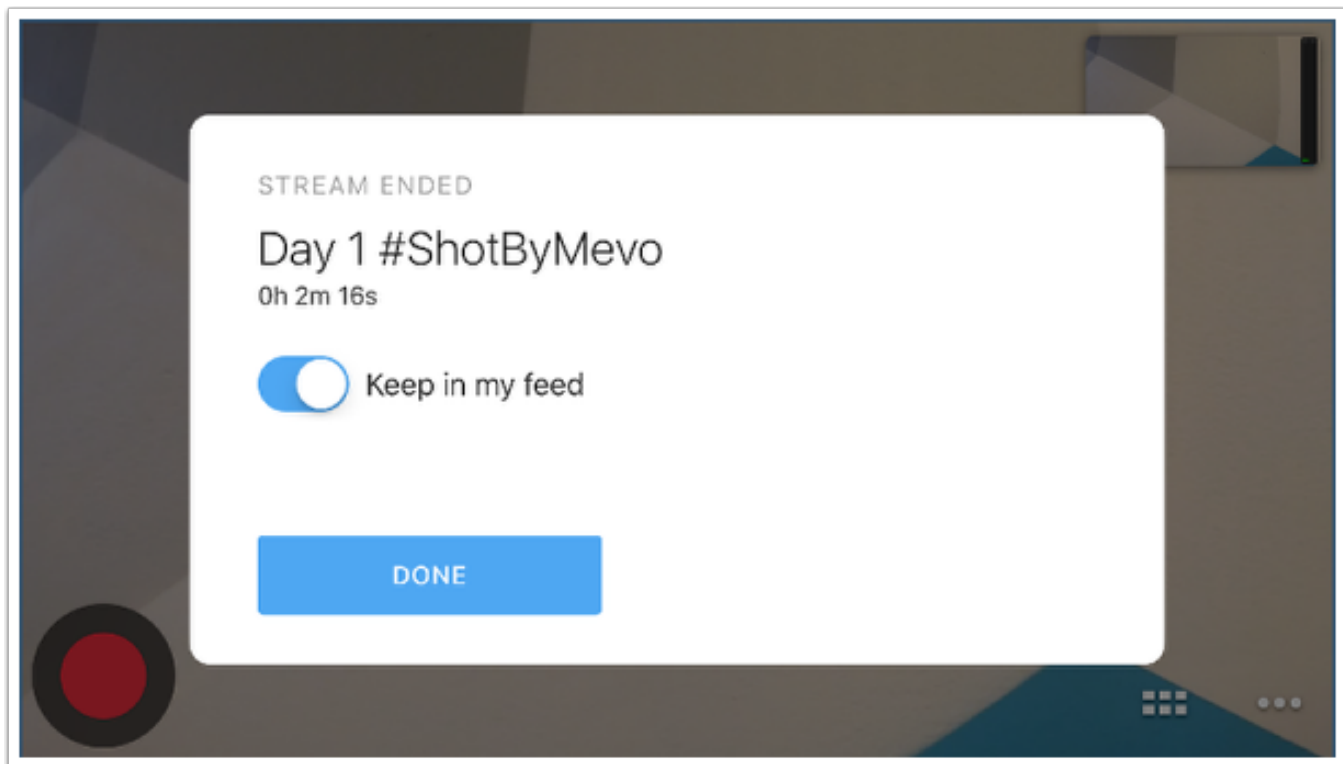 STREAM ENDED
Day 1 #ShotByMevo
0h 2m 16s
Keep in my feed
DONE